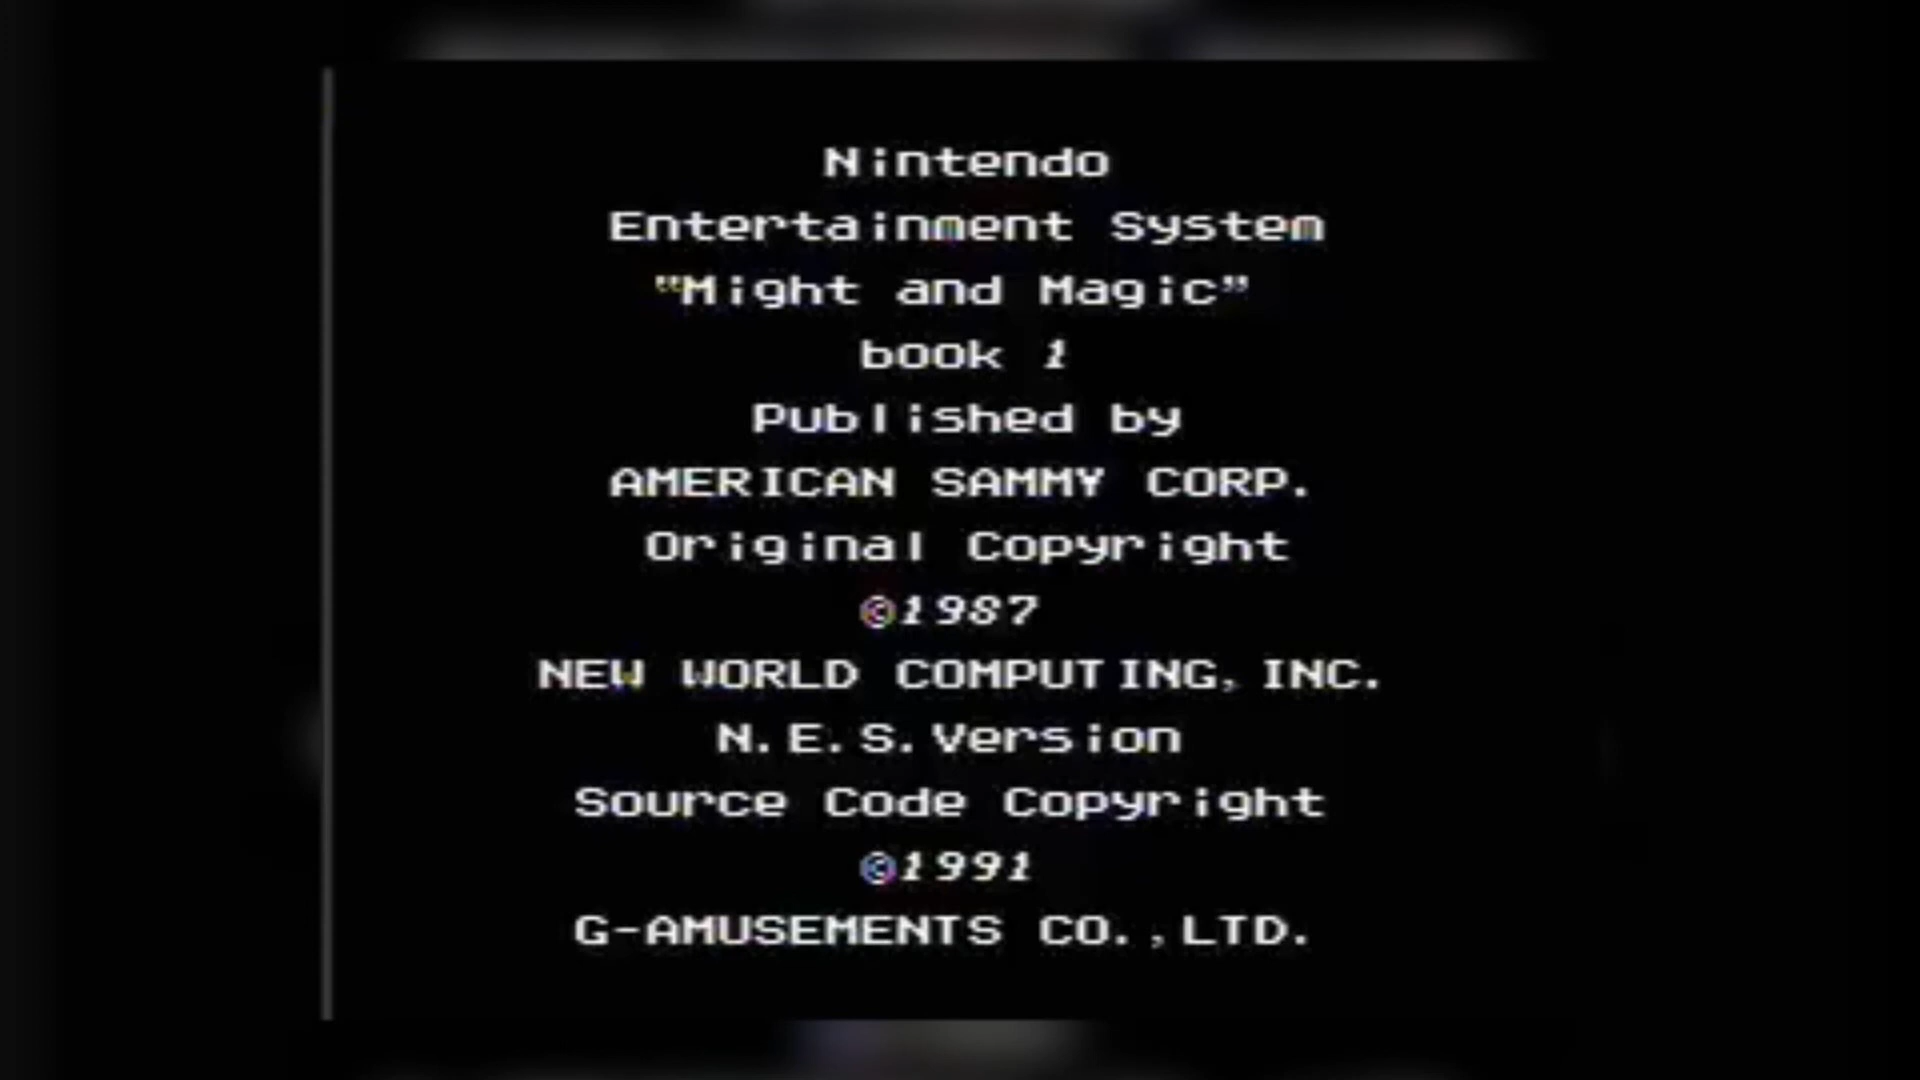 Nintendo
Entertainment System
"Might and Magic"
book 1
Published by
AMERICAN SAMMY CORP.
Original Copyright
©1987
NEW WORLD COMPUTING, INC.
N.E.S.Version
Source Code Copyright
©1991
G-AMUSEMENTS CO.,LTD.